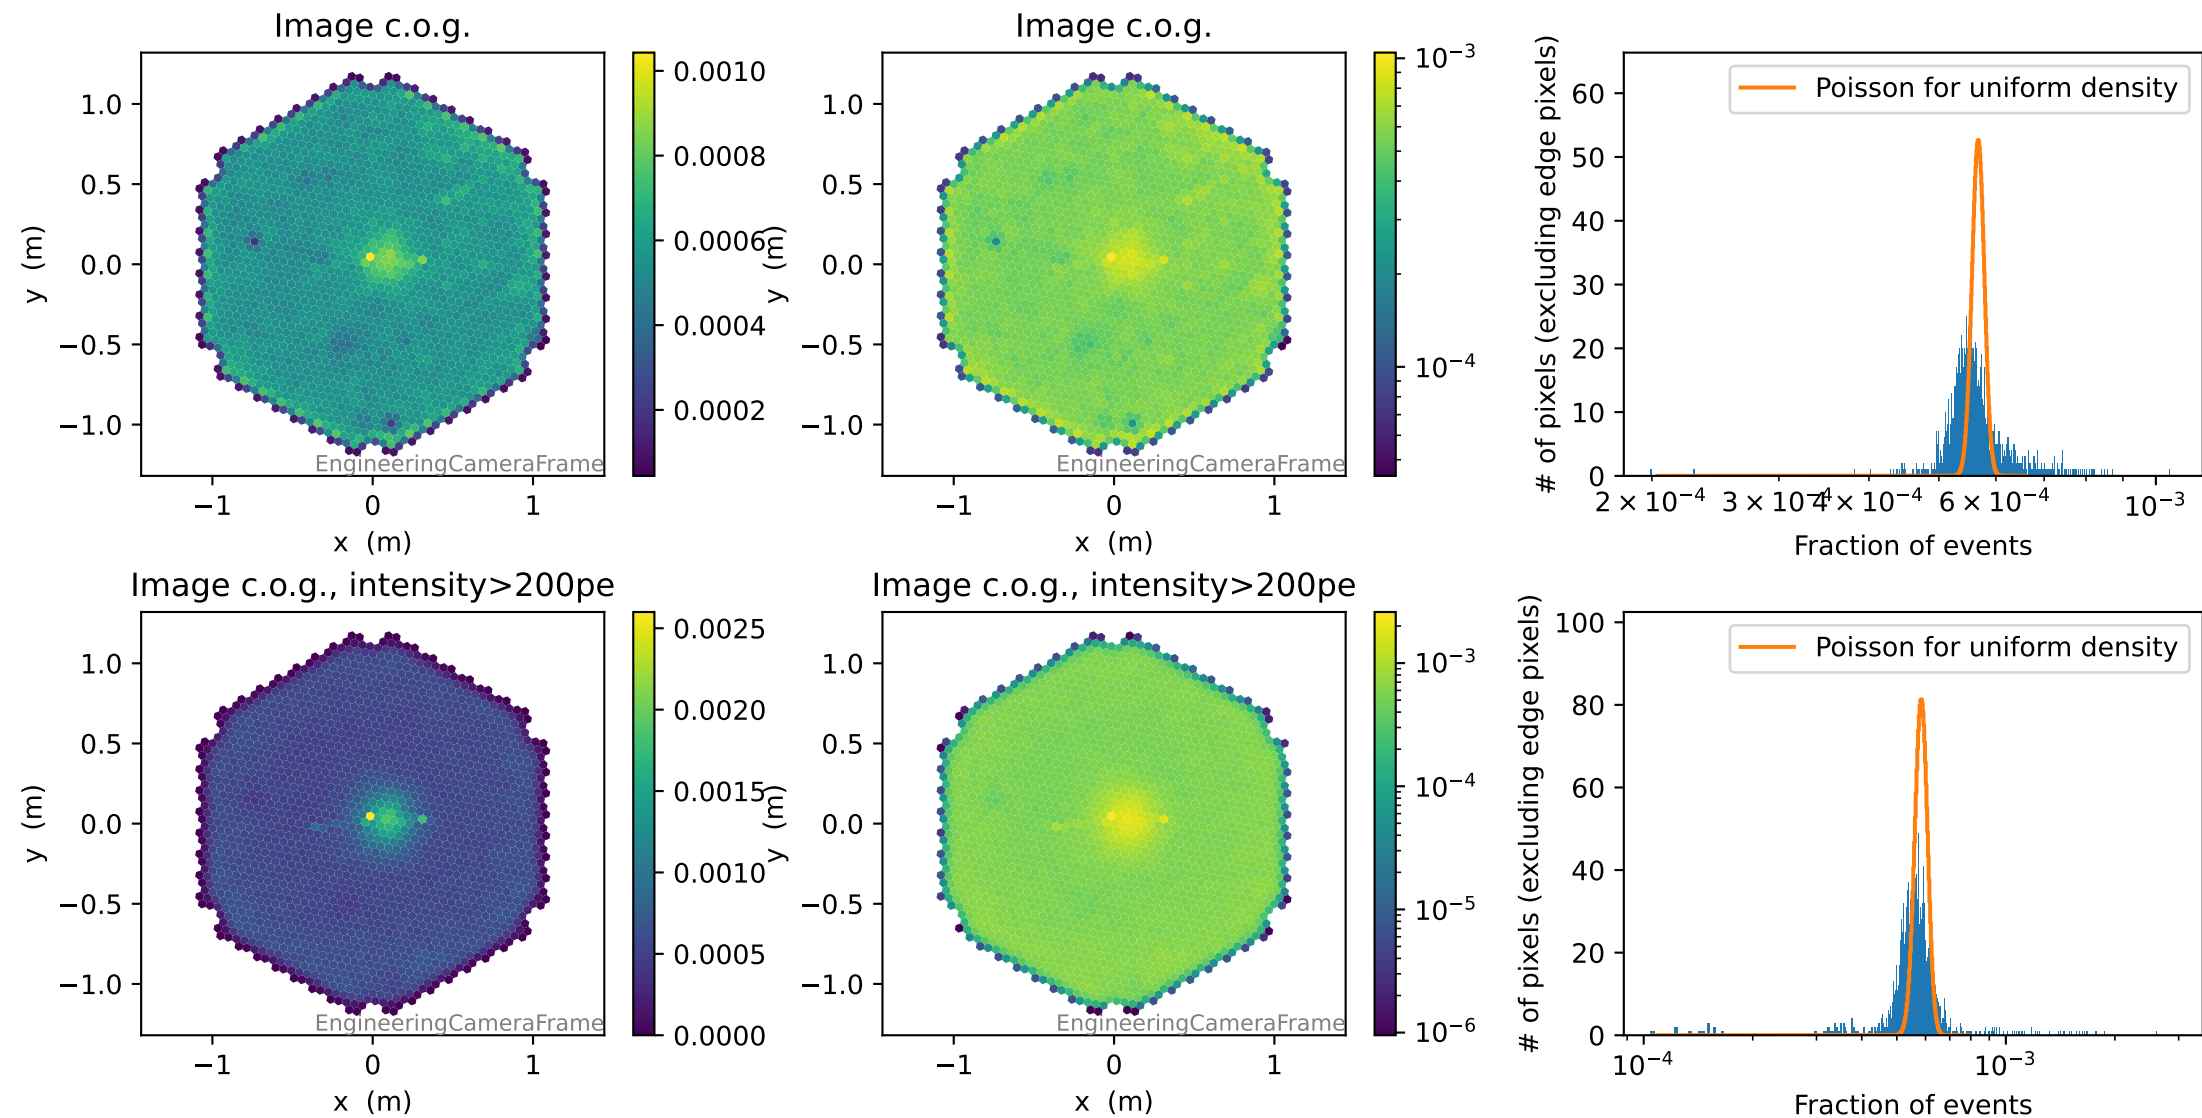 Image c.o.g.
1.0
0.5
0.0
−0.5
−1.0
y (m)
−1
0
1
x (m)
EngineeringCameraFrame
0.0010
0.0008
0.0006
0.0004
0.0002
Image c.o.g.
1.0
0.5
0.0
−0.5
−1.0
y (m)
−1
0
1
x (m)
EngineeringCameraFrame
10⁻³
10⁻⁴
# of pixels (excluding edge pixels)
60
50
40
30
20
10
0
Poisson for uniform density
2 × 10⁻⁴
3 × 10⁻⁴
4 × 10⁻⁴
6 × 10⁻⁴
10⁻³
Fraction of events
Image c.o.g., intensity>200pe
1.0
0.5
0.0
−0.5
−1.0
y (m)
−1
0
1
x (m)
EngineeringCameraFrame
0.0025
0.0020
0.0015
0.0010
0.0005
0.0000
Image c.o.g., intensity>200pe
1.0
0.5
0.0
−0.5
−1.0
y (m)
−1
0
1
x (m)
EngineeringCameraFrame
10⁻³
10⁻⁴
10⁻⁵
10⁻⁶
# of pixels (excluding edge pixels)
100
80
60
40
20
0
Poisson for uniform density
10⁻⁴
10⁻³
Fraction of events